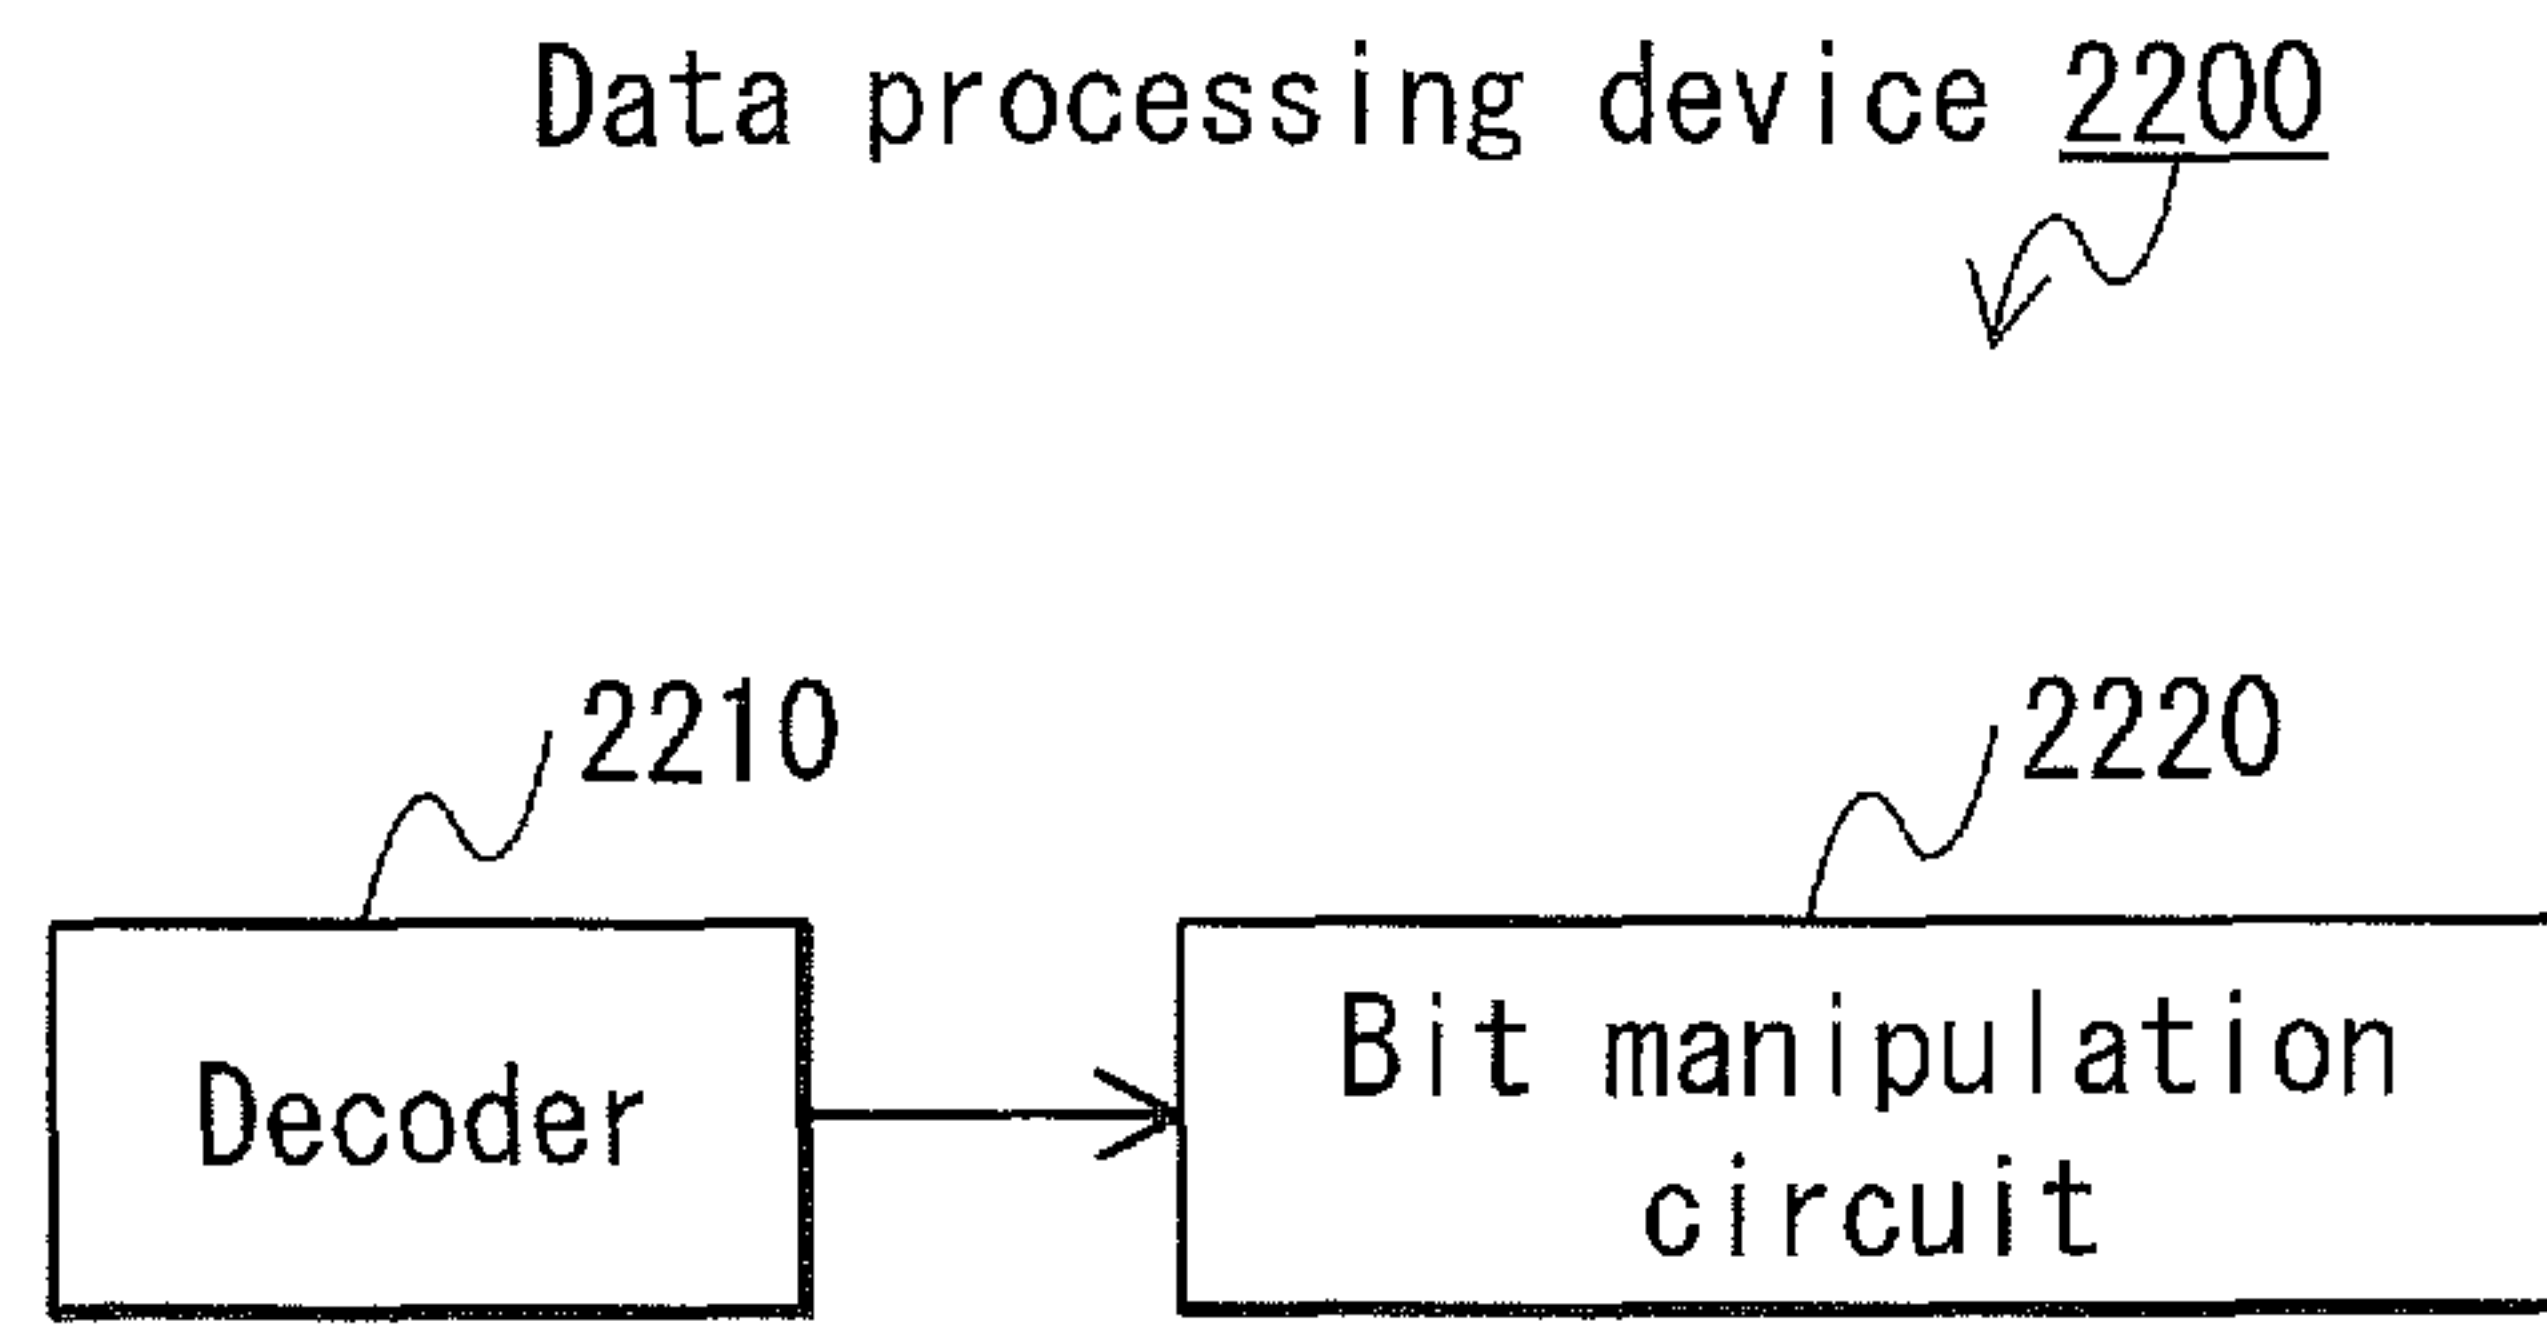 Data processing device 2200
2210
2220
Decoder
Bit manipulation
circuit